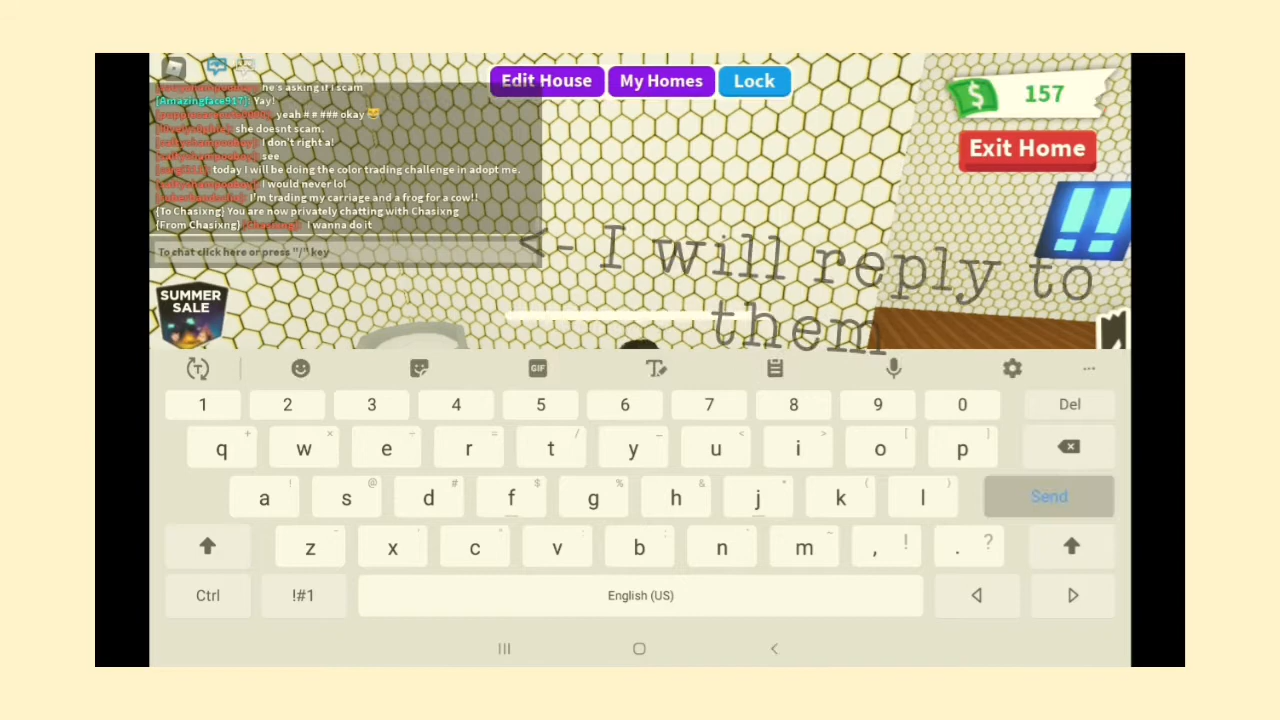 Edit House
My Homes
Lock
157
Exit Home
he's asking if i scam
[Amazingface917]: Yay!
yeah # # ### okay
she doesnt scam.
I don't right a!
see
today I will be doing the color trading challenge in adopt me.
I would never lol
I'm trading my carriage and a frog for a cow!!
{To Chasixng} You are now privately chatting with Chasixng
{From Chasixng} [Chasixng]: I wanna do it
To chat click here or press "/" key
<- I will reply to
them
SUMMER
SALE
!!
GIF
1 2 3 4 5 6 7 8 9 0 Del
q w e r t y u i o p
a s d f g h j k l Send
z x c v b n m , ! . ?
Ctrl !#1 English (US)